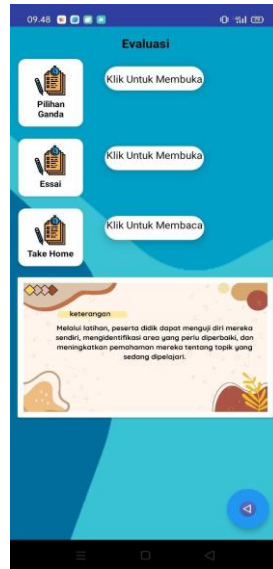 09.48
Evaluasi
Klik Untuk Membuka
Pilihan
Ganda
Klik Untuk Membuka
Essai
Klik Untuk Membaca
Take Home
keterangan
Melalui latihan, peserta didik dapat menguji diri mereka
sendiri, mengidentifikasi area yang perlu diperbaiki, dan
meningkatkan pemahaman mereka tentang topik yang
sedang dipelajari.